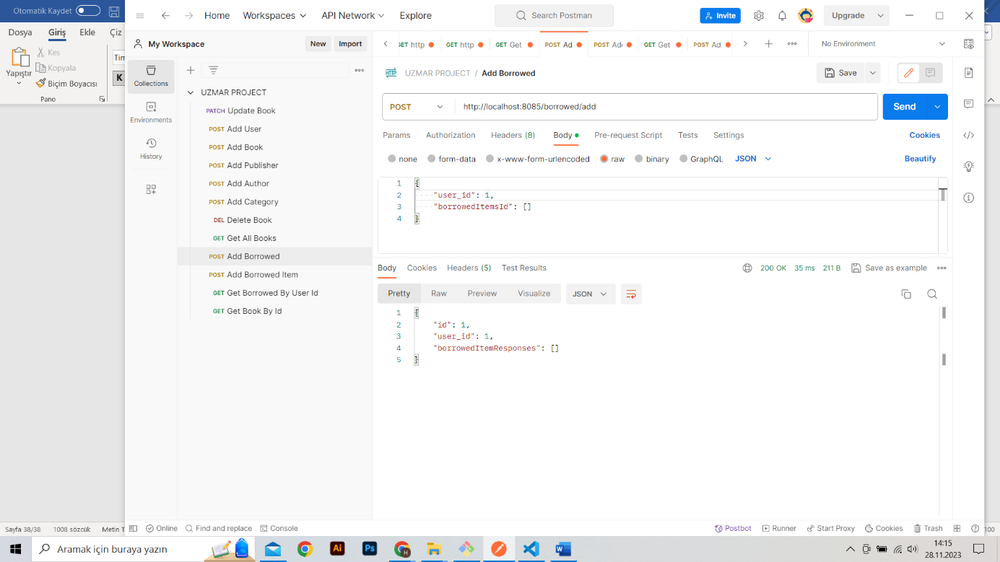 Otomatik Kaydet
Home Workspaces API Network Explore Search Postman Invite Upgrade
Dosya Giriş Ekle Çiz
Kes
Kopyala
Yapıştır
Biçim Boyacısı
Pano
Tim
K
My Workspace New Import
GET http GET http GET Get POST Ad POST Ad GET Get POST Ad No Environment
Collections
Environments
History
UZMAR PROJECT
PATCH Update Book
POST Add User
POST Add Book
POST Add Publisher
POST Add Author
POST Add Category
DEL Delete Book
GET Get All Books
POST Add Borrowed
POST Add Borrowed Item
GET Get Borrowed By User Id
GET Get Book By Id
HTTP UZMAR PROJECT / Add Borrowed Save
POST http://localhost:8085/borrowed/add Send
Params Authorization Headers (8) Body Pre-request Script Tests Settings Cookies
none form-data x-www-form-urlencoded raw binary GraphQL JSON Beautify
1 {
2 "user_id": 1,
3 "borrowedItemsId": []
4 }
Body Cookies Headers (5) Test Results 200 OK 35 ms 211 B Save as example
Pretty Raw Preview Visualize JSON
1 {
2 "id": 1,
3 "user_id": 1,
4 "borrowedItemResponses": []
5 }
Sayfa 38/38 1008 sözcük Metin T Online Find and replace Console Postbot Runner Start Proxy Cookies Trash 100
Aramak için buraya yazın Ai Ps H W 14:15
28.11.2023